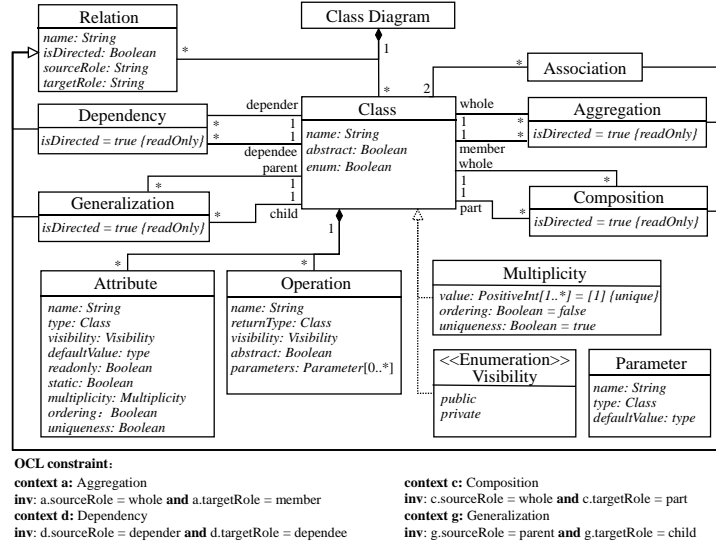 Relation
name: String
isDirected: Boolean
sourceRole: String
targetRole: String
Class Diagram
1
*
*
2
*
Association
Dependency
isDirected = true {readOnly}
depender
*
1
*
1
dependee
Class
name: String
abstract: Boolean
enum: Boolean
whole
1
*
1
*
member
Aggregation
isDirected = true {readOnly}
parent
*
1
Generalization
isDirected = true {readOnly}
*
1
child
whole
1
*
1
part
*
Composition
isDirected = true {readOnly}
1
*
*
Attribute
name: String
type: Class
visibility: Visibility
defaultValue: type
readonly: Boolean
static: Boolean
multiplicity: Multiplicity
ordering：Boolean
uniqueness: Boolean
Operation
name: String
returnType: Class
visibility: Visibility
abstract: Boolean
parameters: Parameter[0..*]
Multiplicity
value: PositiveInt[1..*] = [1] {unique}
ordering: Boolean = false
uniqueness: Boolean = true
<<Enumeration>>
Visibility
public
private
Parameter
name: String
type: Class
defaultValue: type
OCL constraint：
context a: Aggregation
inv: a.sourceRole = whole and a.targetRole = member
context d: Dependency
inv: d.sourceRole = depender and d.targetRole = dependee
context c: Composition
inv: c.sourceRole = whole and c.targetRole = part
context g: Generalization
inv: g.sourceRole = parent and g.targetRole = child